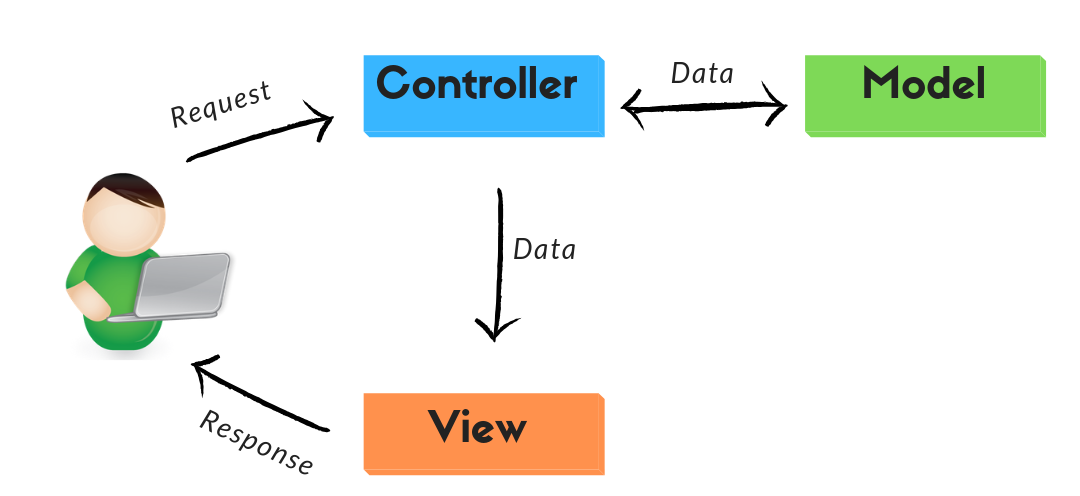 Request
Controller
Data
Model
Data
Response
View